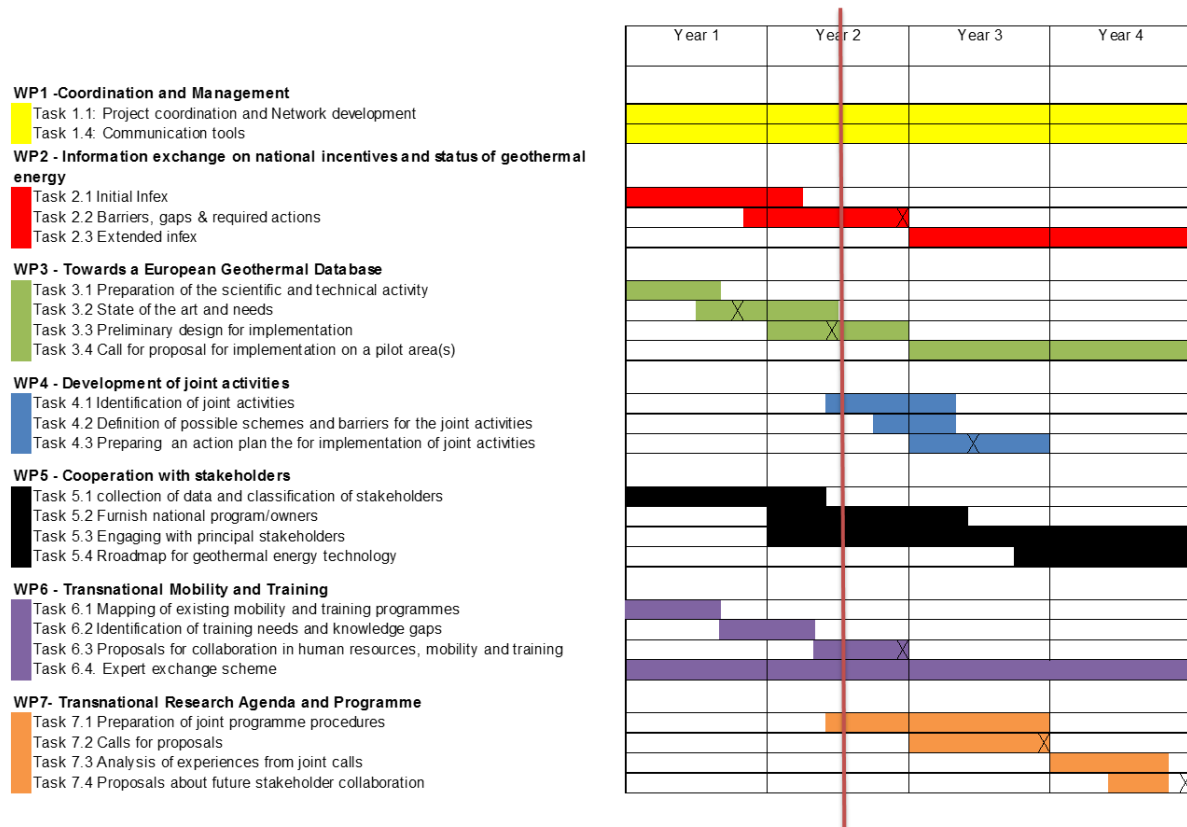 Year 1 Year 2 Year 3 Year 4
WP1 -Coordination and Management
Task 1.1: Project coordination and Network development
Task 1.4: Communication tools
WP2 - Information exchange on national incentives and status of geothermal
energy
Task 2.1 Initial Infex
Task 2.2 Barriers, gaps & required actions
X
Task 2.3 Extended infex
WP3 - Towards a European Geothermal Database
Task 3.1 Preparation of the scientific and technical activity
Task 3.2 State of the art and needs
X
Task 3.3 Preliminary design for implementation
X
Task 3.4 Call for proposal for implementation on a pilot area(s)
WP4 - Development of joint activities
Task 4.1 Identification of joint activities
Task 4.2 Definition of possible schemes and barriers for the joint activities
Task 4.3 Preparing an action plan the for implementation of joint activities
X
WP5 - Cooperation with stakeholders
Task 5.1 collection of data and classification of stakeholders
Task 5.2 Furnish national program/owners
Task 5.3 Engaging with principal stakeholders
Task 5.4 Rroadmap for geothermal energy technology
WP6 - Transnational Mobility and Training
Task 6.1 Mapping of existing mobility and training programmes
Task 6.2 Identification of training needs and knowledge gaps
Task 6.3 Proposals for collaboration in human resources, mobility and training
X
Task 6.4. Expert exchange scheme
WP7- Transnational Research Agenda and Programme
Task 7.1 Preparation of joint programme procedures
Task 7.2 Calls for proposals
X
Task 7.3 Analysis of experiences from joint calls
Task 7.4 Proposals about future stakeholder collaboration
X